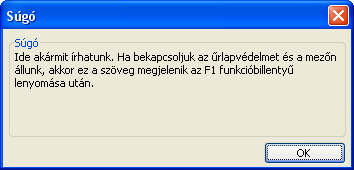 Súgó
Súgó
Ide akármit írhatunk. Ha bekapcsoljuk az űrlapvédelmet és a mezőn
állunk, akkor ez a szöveg megjelenik az F1 funkcióbillentyű
lenyomása után.
OK